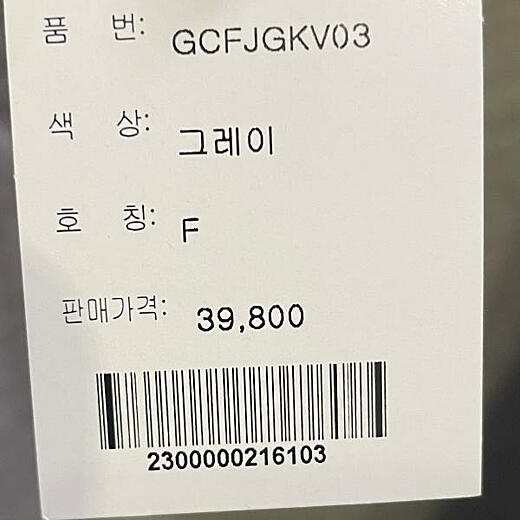 품 번: GCFJGKV03
색 상: 그레이
호 칭: F
판매가격: 39,800
2300000216103